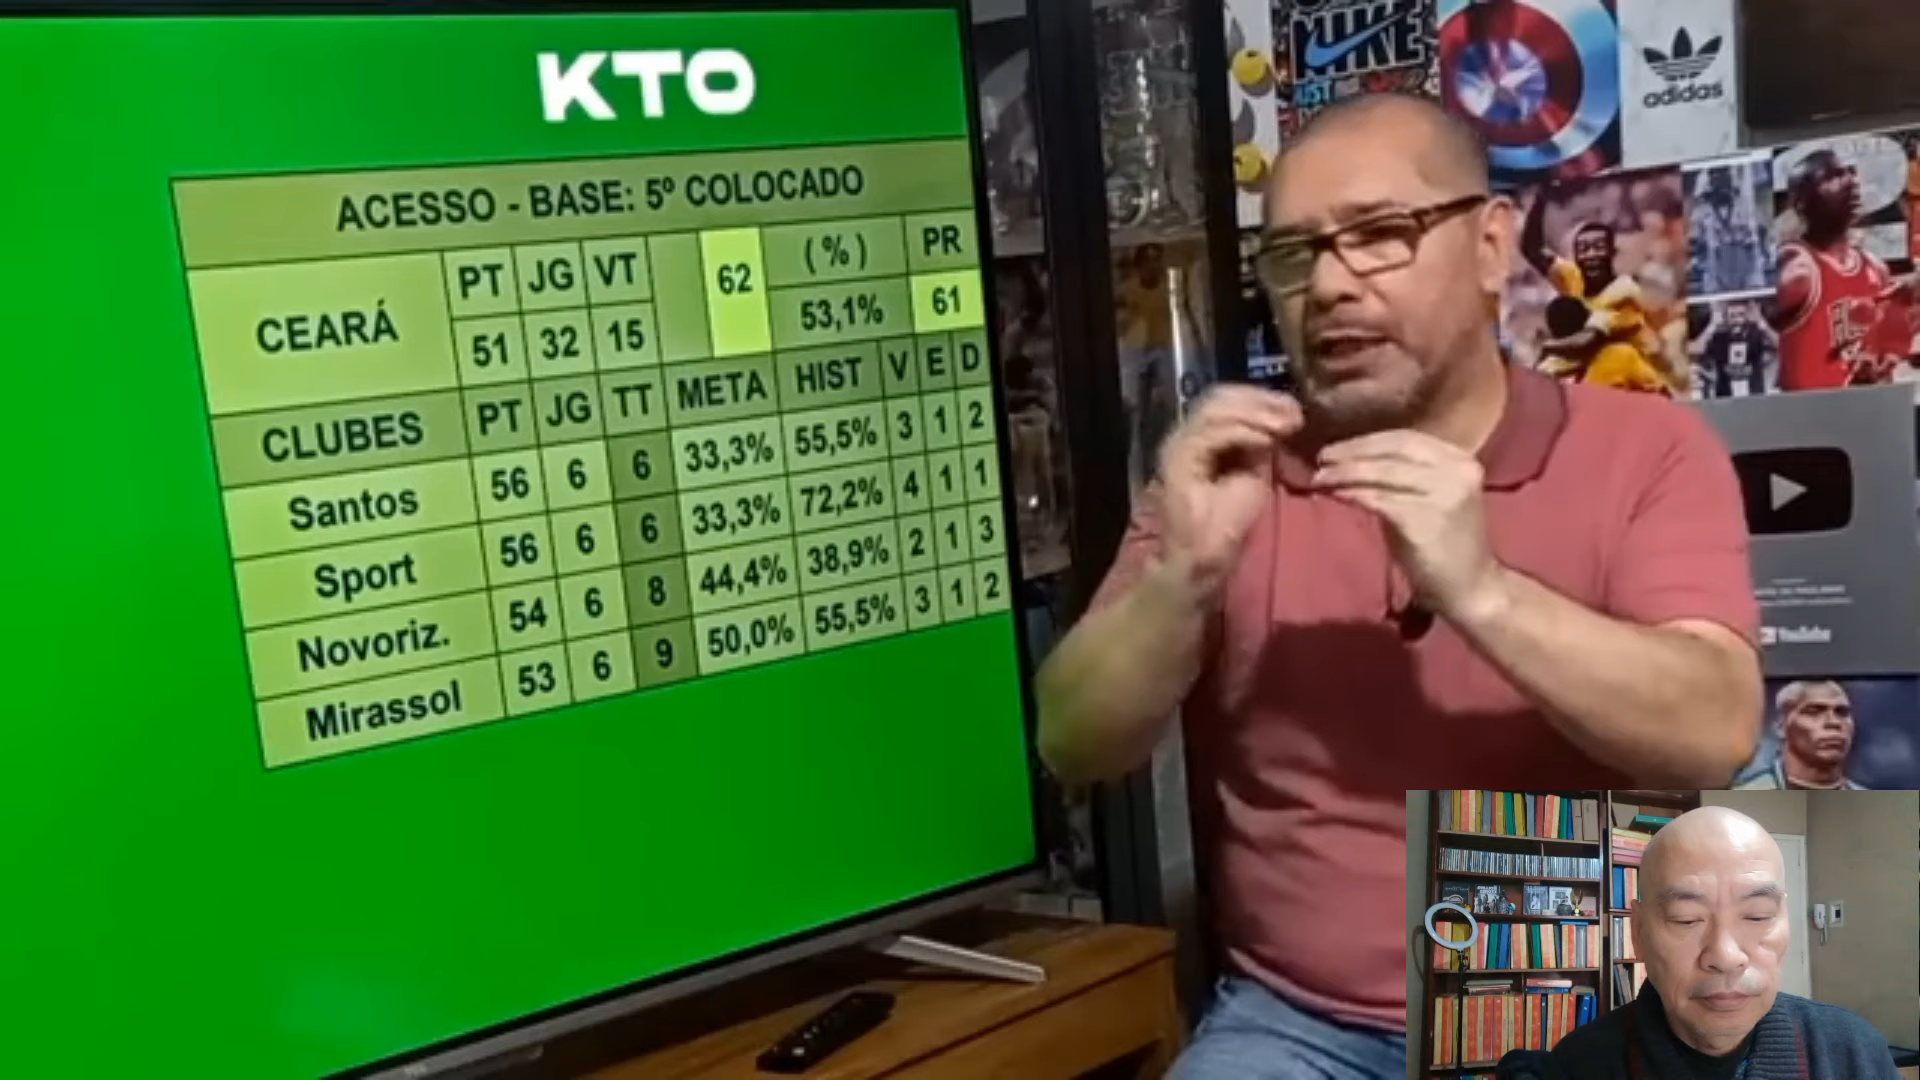 KTO
ACESSO - BASE: 5º COLOCADO
CEARÁ PT JG VT 62 (%) PR
51 32 15 53,1% 61
CLUBES PT JG TT META HIST V E D
Santos 56 6 6 33,3% 55,5% 3 1 2
Sport 56 6 6 33,3% 72,2% 4 1 1
Novoriz. 54 6 8 44,4% 38,9% 2 1 3
Mirassol 53 6 9 50,0% 55,5% 3 1 2
NIKE
JUST
adidas
YouTube